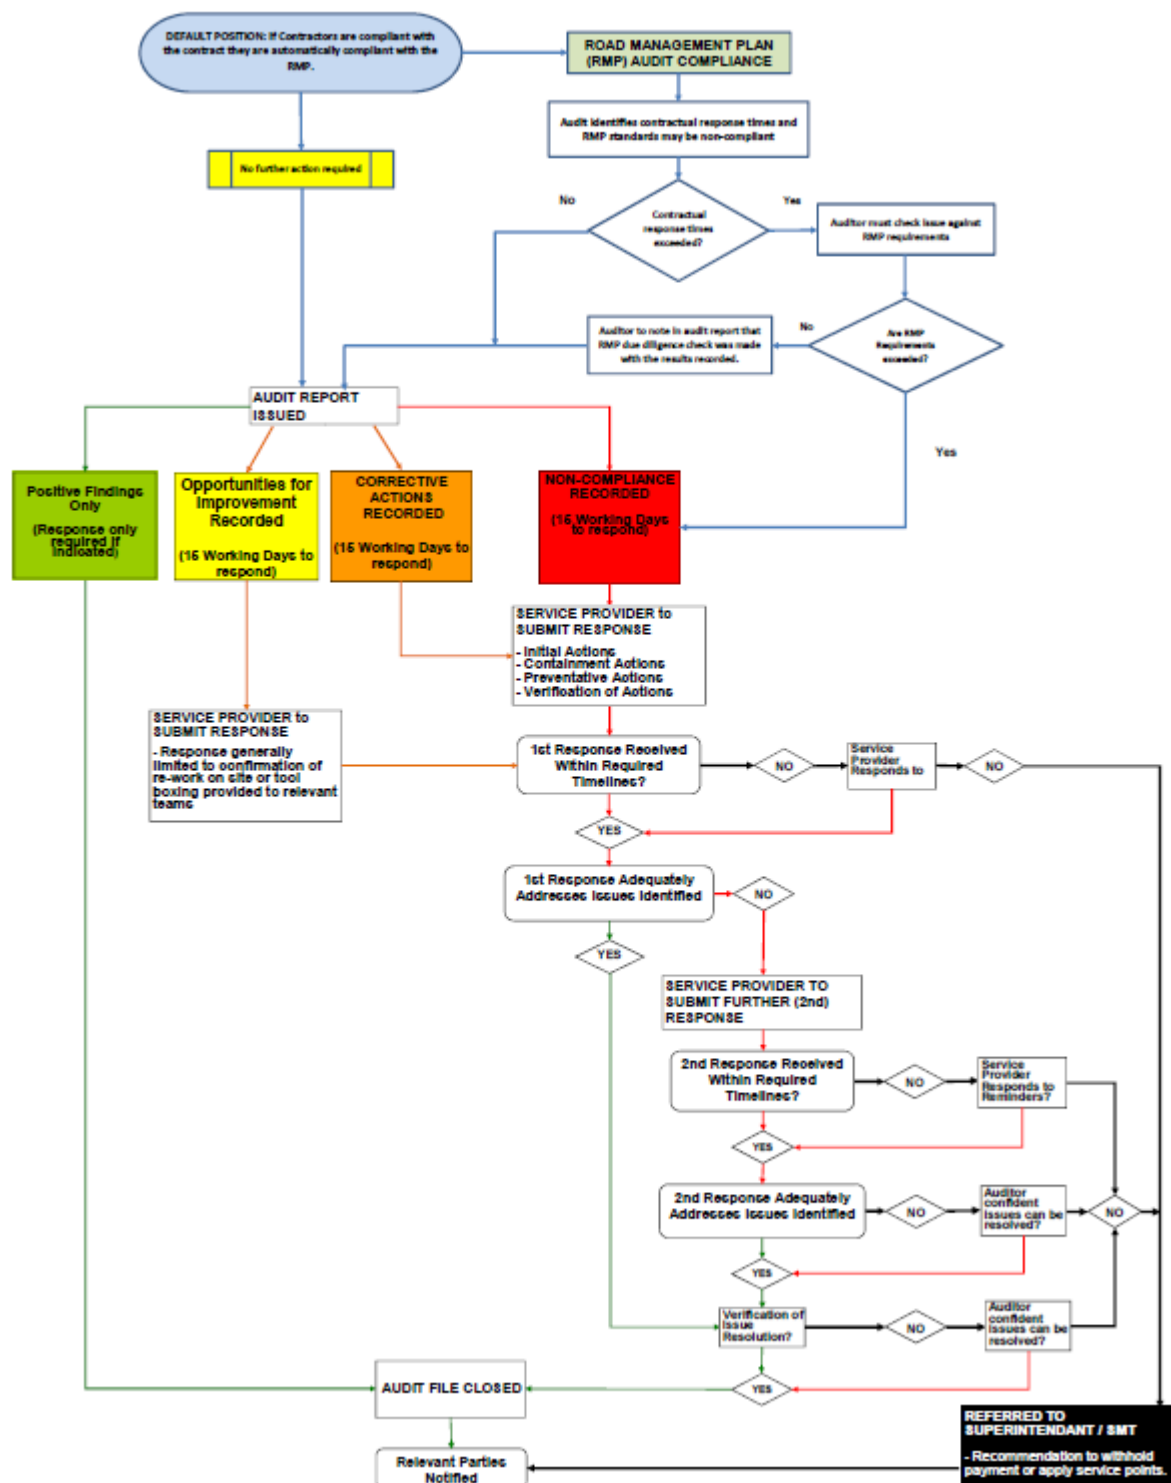 DEFAULT POSITION: If Contractors are compliant with
the contract they are automatically compliant with the
RMP.
ROAD MANAGEMENT PLAN
(RMP) AUDIT COMPLIANCE
Audit identifies contractual response times and
RMP standards may be non-compliant
No further action required
No
Contractual
response times
exceeded?
Yes
Auditor must check issue against
RMP requirements
Auditor to note in audit report that
RMP due diligence check was made
with the results recorded.
No
Are RMP
Requirements
exceeded?
Yes
AUDIT REPORT
ISSUED
Positive Findings
Only
(Response only
required if
indicated)
Opportunities for
Improvement
Recorded
(15 Working Days to
respond)
CORRECTIVE
ACTIONS
RECORDED
(15 Working Days to
respond)
NON-COMPLIANCE
RECORDED
(15 Working Days
to respond)
SERVICE PROVIDER to
SUBMIT RESPONSE
- Initial Actions
- Containment Actions
- Preventative Actions
- Verification of Actions
SERVICE PROVIDER to
SUBMIT RESPONSE
- Response generally
limited to confirmation of
re-work on site or tool
boxing provided to relevant
teams
1st Response Received
Within Required
Timelines?
NO
Service
Provider
Responds to
NO
YES
1st Response Adequately
Addresses Issues Identified
NO
YES
SERVICE PROVIDER TO
SUBMIT FURTHER (2nd)
RESPONSE
2nd Response Received
Within Required
Timelines?
NO
Service
Provider
Responds to
Reminders?
YES
2nd Response Adequately
Addresses Issues Identified
NO
Auditor
confident
issues can be
resolved?
NO
YES
Verification of
Issue
Resolution?
NO
Auditor
confident
issues can be
resolved?
YES
AUDIT FILE CLOSED
REFERRED TO
SUPERINTENDANT / SMT
- Recommendation to withhold
payment or apply service points.
Relevant Parties
Notified